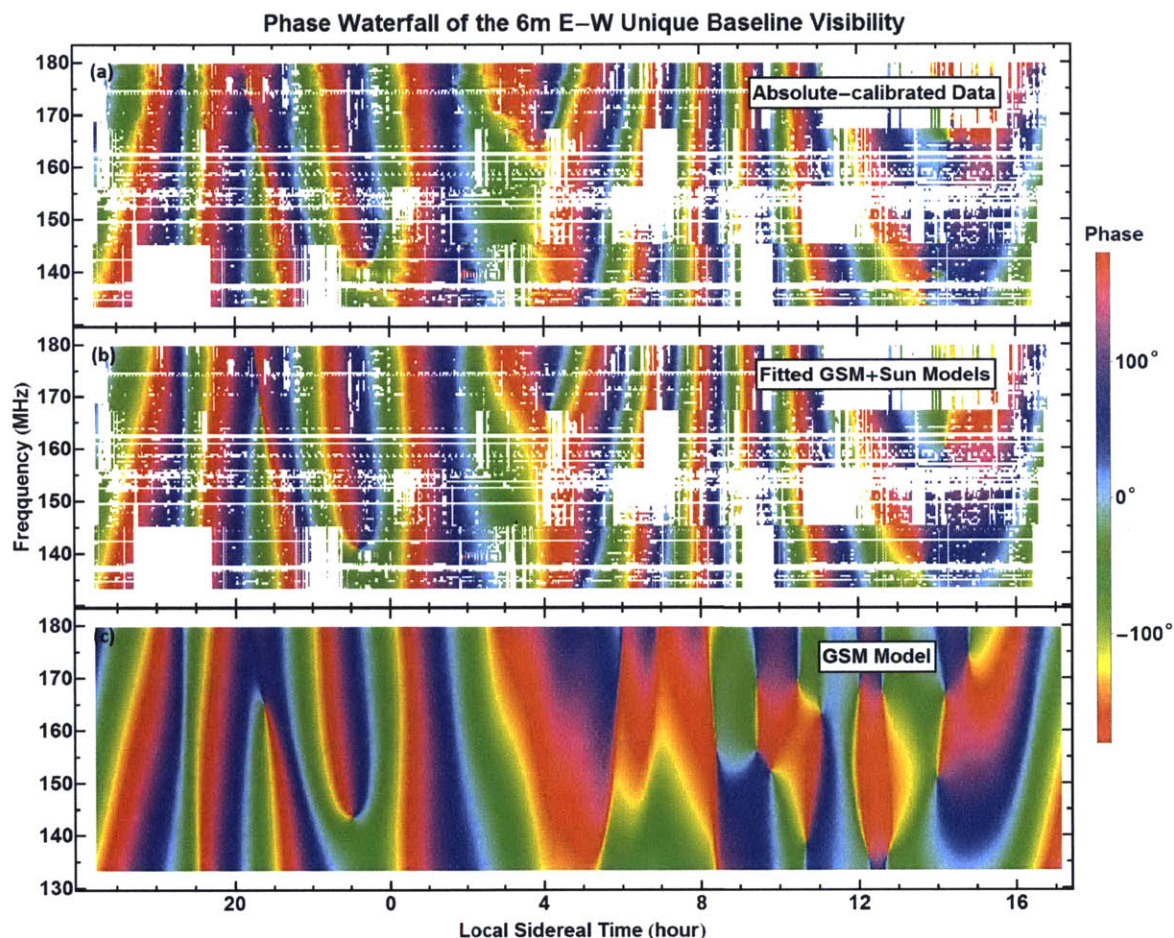 Phase Waterfall of the 6m E–W Unique Baseline Visibility
180
(a)
Absolute–calibrated Data
170
160
150
140
180
(b)
Fitted GSM+Sun Models
170
160
150
140
Freqquency (MHz)
180
(c)
GSM Model
170
160
150
140
130
20 0 4 8 12 16
Local Sidereal Time (hour)
Phase
100°
0°
−100°